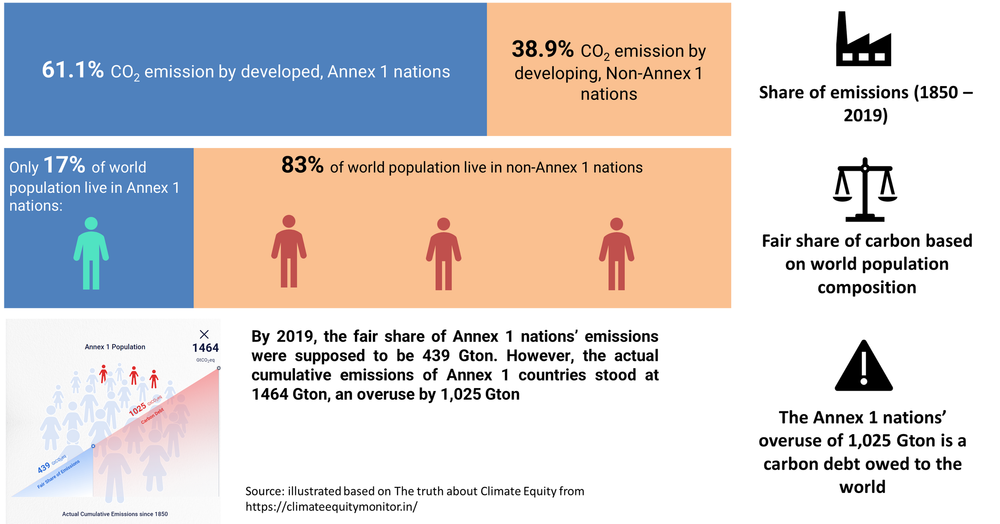 61.1% CO2 emission by developed, Annex 1 nations
38.9% CO2 emission by
developing, Non-Annex 1
nations
Share of emissions (1850 –
2019)
Only 17% of world
population live in Annex 1
nations:
83% of world population live in non-Annex 1 nations
Fair share of carbon based
on world population
composition
Annex 1 Population
1464
GtCO2eq
1025 GtCO2eq
Carbon Debt
439 GtCO2eq
Fair Share of Emissions
Actual Cumulative Emissions since 1850
By 2019, the fair share of Annex 1 nations’ emissions
were supposed to be 439 Gton. However, the actual
cumulative emissions of Annex 1 countries stood at
1464 Gton, an overuse by 1,025 Gton
Source: illustrated based on The truth about Climate Equity from
https://climateequitymonitor.in/
The Annex 1 nations’
overuse of 1,025 Gton is a
carbon debt owed to the
world